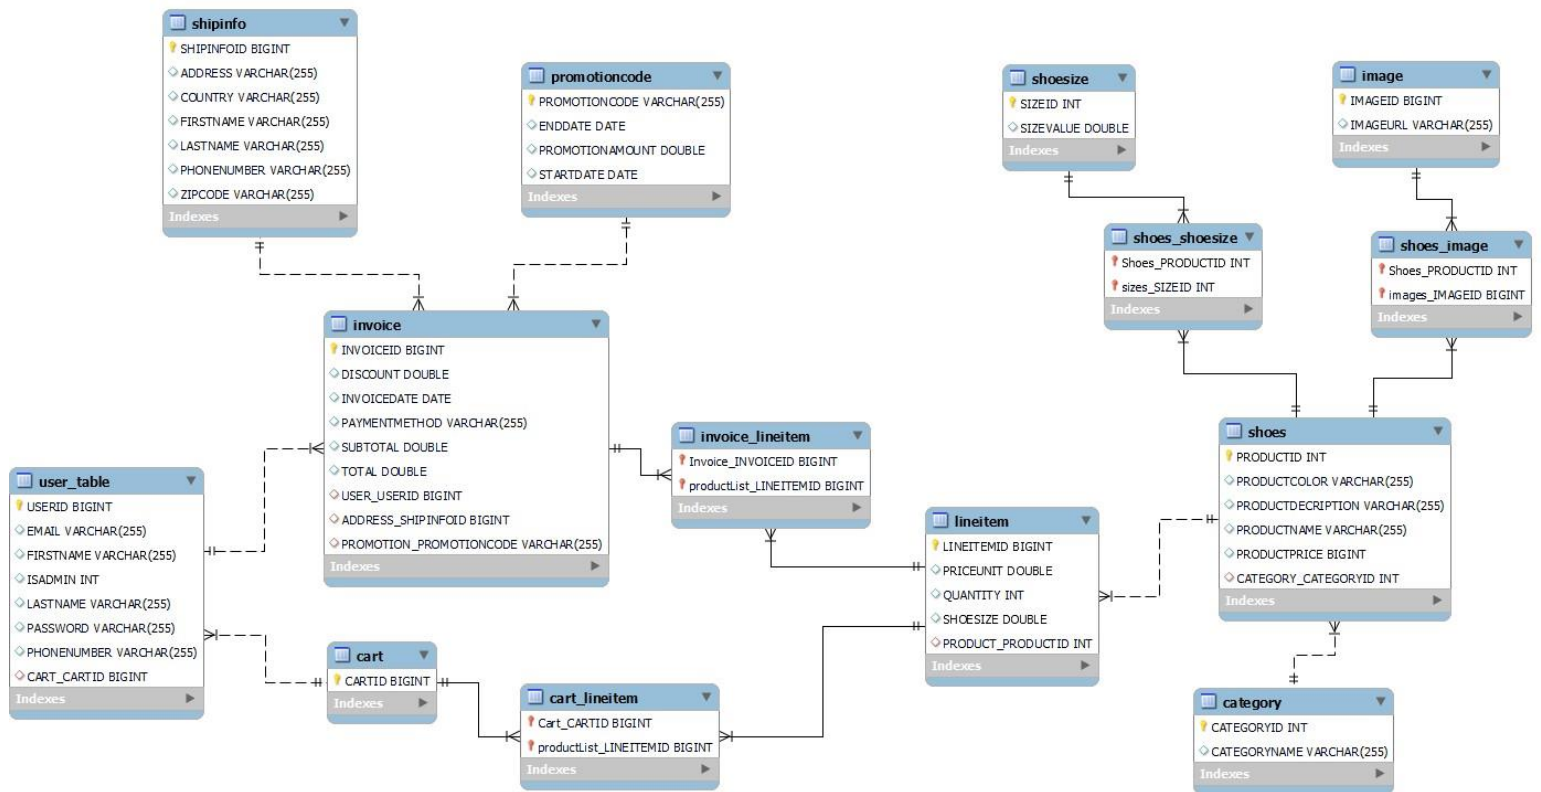 shipinfo
SHIPINFOID BIGINT
ADDRESS VARCHAR(255)
COUNTRY VARCHAR(255)
FIRSTNAME VARCHAR(255)
LASTNAME VARCHAR(255)
PHONENUMBER VARCHAR(255)
ZIPCODE VARCHAR(255)
Indexes
promotioncode
PROMOTIONCODE VARCHAR(255)
ENDDATE DATE
PROMOTIONAMOUNT DOUBLE
STARTDATE DATE
Indexes
shoesize
SIZEID INT
SIZEVALUE DOUBLE
Indexes
image
IMAGEID BIGINT
IMAGEURL VARCHAR(255)
Indexes
shoes_shoesize
Shoes_PRODUCTID INT
sizes_SIZEID INT
Indexes
shoes_image
Shoes_PRODUCTID INT
images_IMAGEID BIGINT
Indexes
invoice
INVOICEID BIGINT
DISCOUNT DOUBLE
INVOICEDATE DATE
PAYMENTMETHOD VARCHAR(255)
SUBTOTAL DOUBLE
TOTAL DOUBLE
USER_USERID BIGINT
ADDRESS_SHIPINFOID BIGINT
PROMOTION_PROMOTIONCODE VARCHAR(255)
Indexes
invoice_lineitem
Invoice_INVOICEID BIGINT
productList_LINEITEMID BIGINT
Indexes
shoes
PRODUCTID INT
PRODUCTCOLOR VARCHAR(255)
PRODUCTDECRIPTION VARCHAR(255)
PRODUCTNAME VARCHAR(255)
PRODUCTPRICE BIGINT
CATEGORY_CATEGORYID INT
Indexes
user_table
USERID BIGINT
EMAIL VARCHAR(255)
FIRSTNAME VARCHAR(255)
ISADMIN INT
LASTNAME VARCHAR(255)
PASSWORD VARCHAR(255)
PHONENUMBER VARCHAR(255)
CART_CARTID BIGINT
Indexes
lineitem
LINEITEMID BIGINT
PRICEUNIT DOUBLE
QUANTITY INT
SHOESIZE DOUBLE
PRODUCT_PRODUCTID INT
Indexes
cart
CARTID BIGINT
Indexes
cart_lineitem
Cart_CARTID BIGINT
productList_LINEITEMID BIGINT
Indexes
category
CATEGORYID INT
CATEGORYNAME VARCHAR(255)
Indexes